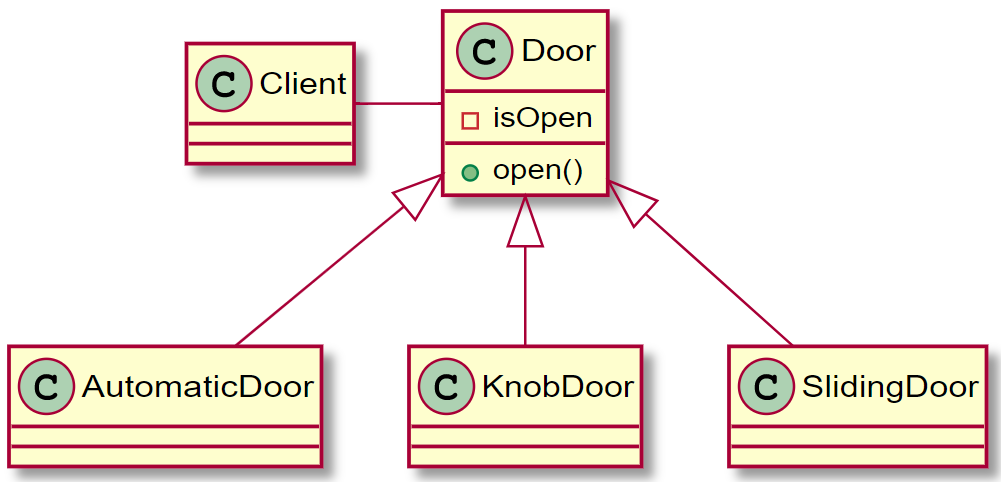 C Client
C Door
isOpen
open()
C AutomaticDoor
C KnobDoor
C SlidingDoor